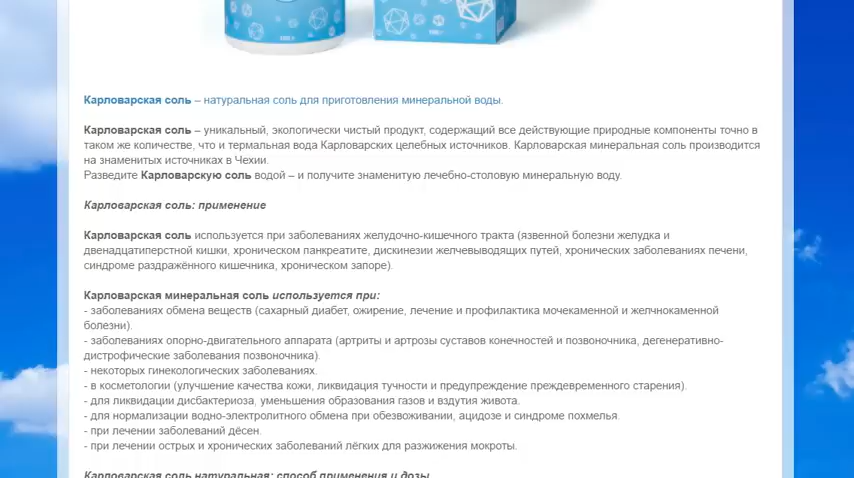 Карловарская соль – натуральная соль для приготовления минеральной воды.
Карловарская соль – уникальный, экологически чистый продукт, содержащий все действующие природные компоненты точно в
таком же количестве, что и термальная вода Карловарских целебных источников. Карловарская минеральная соль производится
на знаменитых источниках в Чехии.
Разведите Карловарскую соль водой – и получите знаменитую лечебно-столовую минеральную воду.
Карловарская соль: применение
Карловарская соль используется при заболеваниях желудочно-кишечного тракта (язвенной болезни желудка и
двенадцатиперстной кишки, хроническом панкреатите, дискинезии желчевыводящих путей, хронических заболеваниях печени,
синдроме раздражённого кишечника, хроническом запоре).
Карловарская минеральная соль используется при:
- заболеваниях обмена веществ (сахарный диабет, ожирение, лечение и профилактика мочекаменной и желчнокаменной
болезни).
- заболеваниях опорно-двигательного аппарата (артриты и артрозы суставов конечностей и позвоночника, дегенеративно-
дистрофические заболевания позвоночника).
- некоторых гинекологических заболеваниях.
- в косметологии (улучшение качества кожи, ликвидация тучности и предупреждение преждевременного старения).
- для ликвидации дисбактериоза, уменьшения образования газов и вздутия живота.
- для нормализации водно-электролитного обмена при обезвоживании, ацидозе и синдроме похмелья.
- при лечении заболеваний дёсен.
- при лечении острых и хронических заболеваний лёгких для разжижения мокроты.
Карловарская соль натуральная: способ применения и дозы